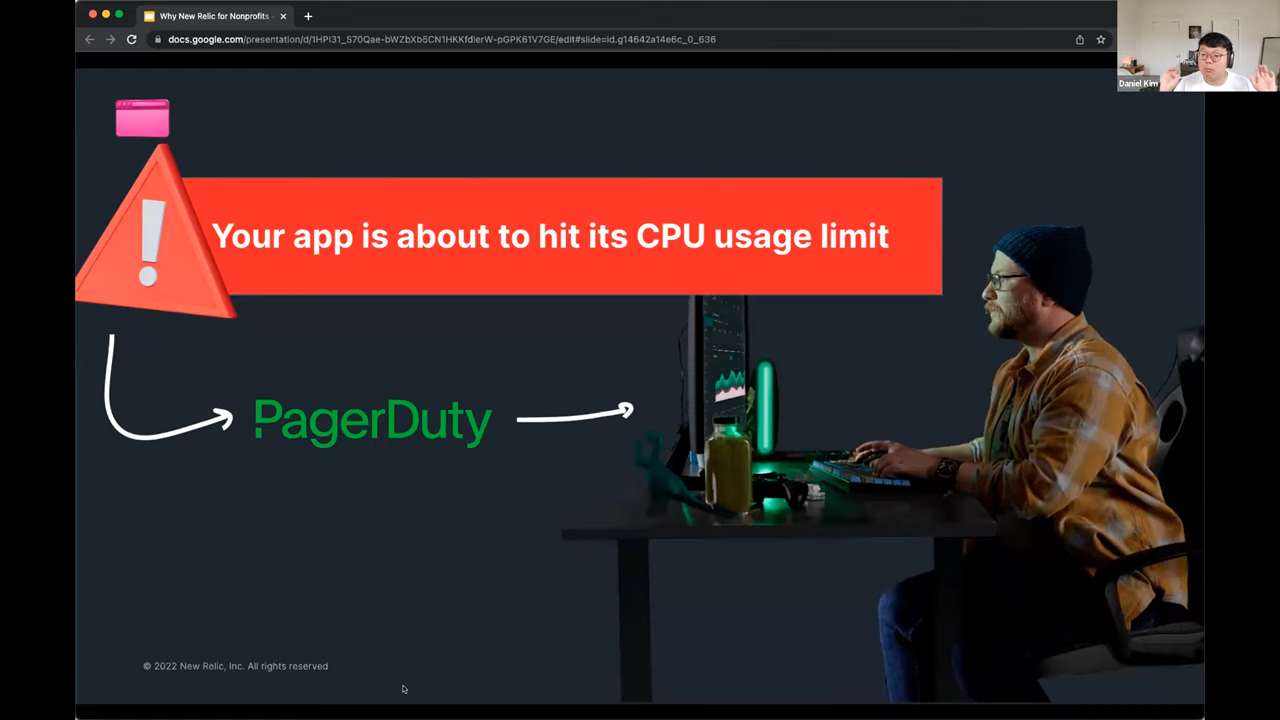 Why New Relic for Nonprofits -
docs.google.com/presentation/d/1HPl31_S70Qae-bWZbXb5CN1HKKfdlerW-pGPK61V7GE/edit#slide=id.g14642a14e6c_0_636
Daniel Kim
Your app is about to hit its CPU usage limit
PagerDuty
© 2022 New Relic, Inc. All rights reserved